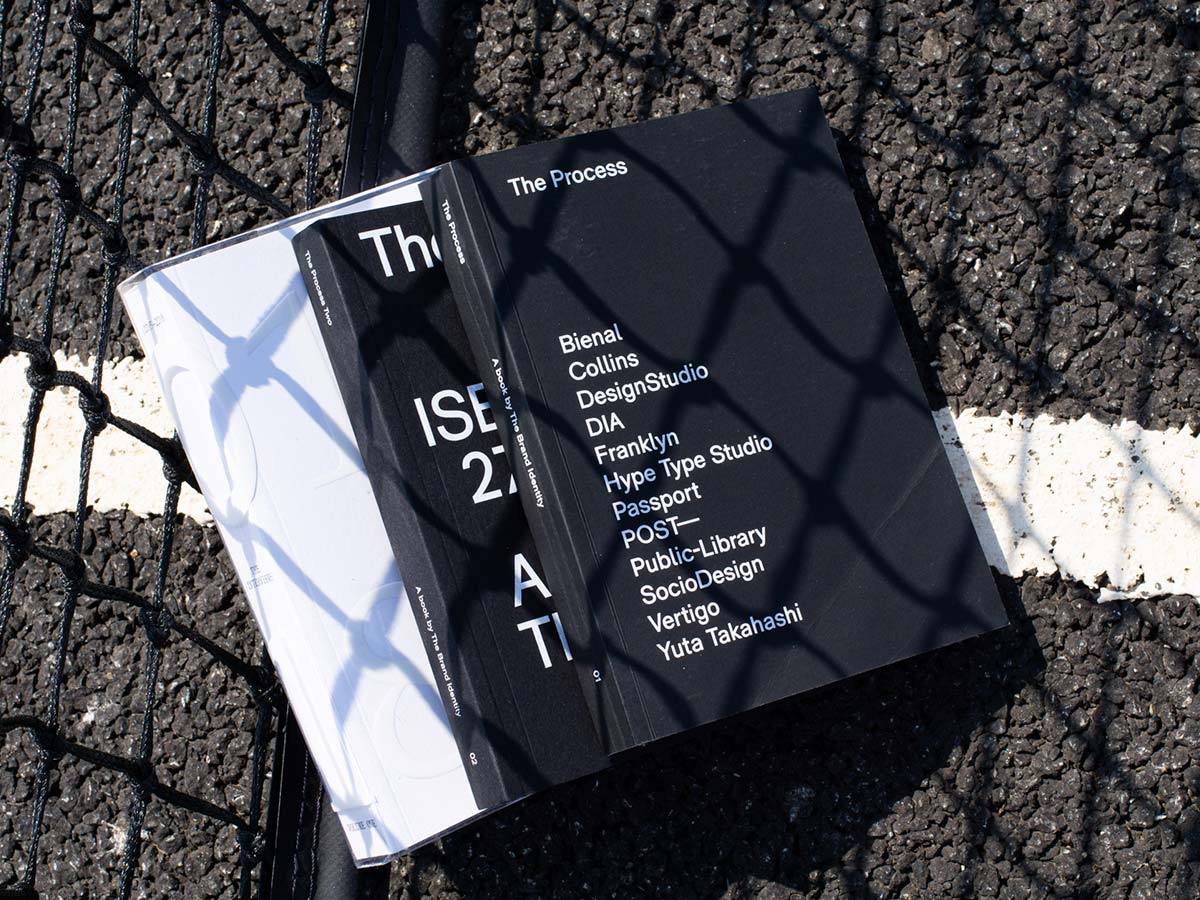 The Process
Bienal
Collins
DesignStudio
DIA
Franklyn
Hype Type Studio
Passport
POST—
Public-Library
SocioDesign
Vertigo
Yuta Takahashi
The Process
A book by The Brand Identity
01
The
ISB
27
A
The Process Two
A book by The Brand Identity
02